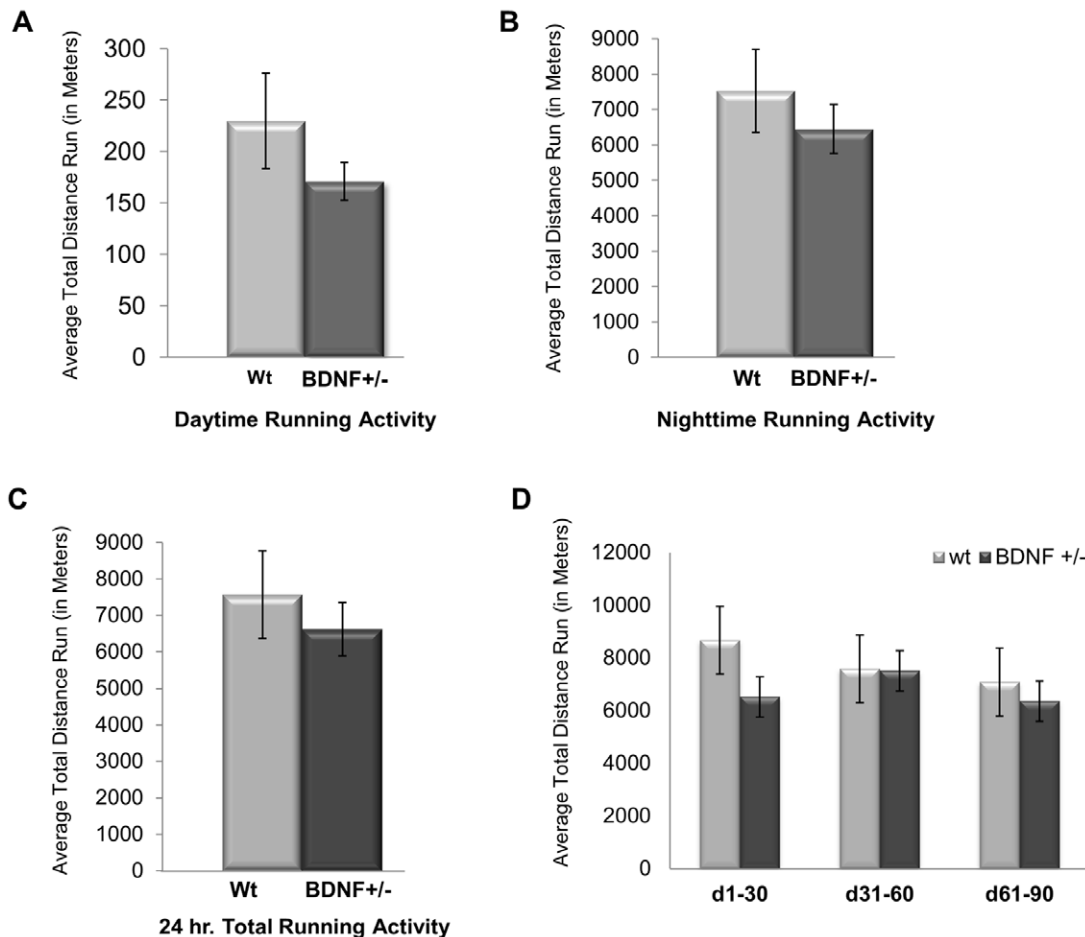 A
Average Total Distance Run (in Meters)
300
250
200
150
100
50
0
Wt BDNF+/-
Daytime Running Activity
B
Average Total Distance Run (in Meters)
9000
8000
7000
6000
5000
4000
3000
2000
1000
0
Wt BDNF+/-
Nighttime Running Activity
C
Average Total Distance Run (in Meters)
9000
8000
7000
6000
5000
4000
3000
2000
1000
0
Wt BDNF+/-
24 hr. Total Running Activity
D
Average Total Distance Run (in Meters)
12000
10000
8000
6000
4000
2000
0
wt BDNF +/-
d1-30 d31-60 d61-90